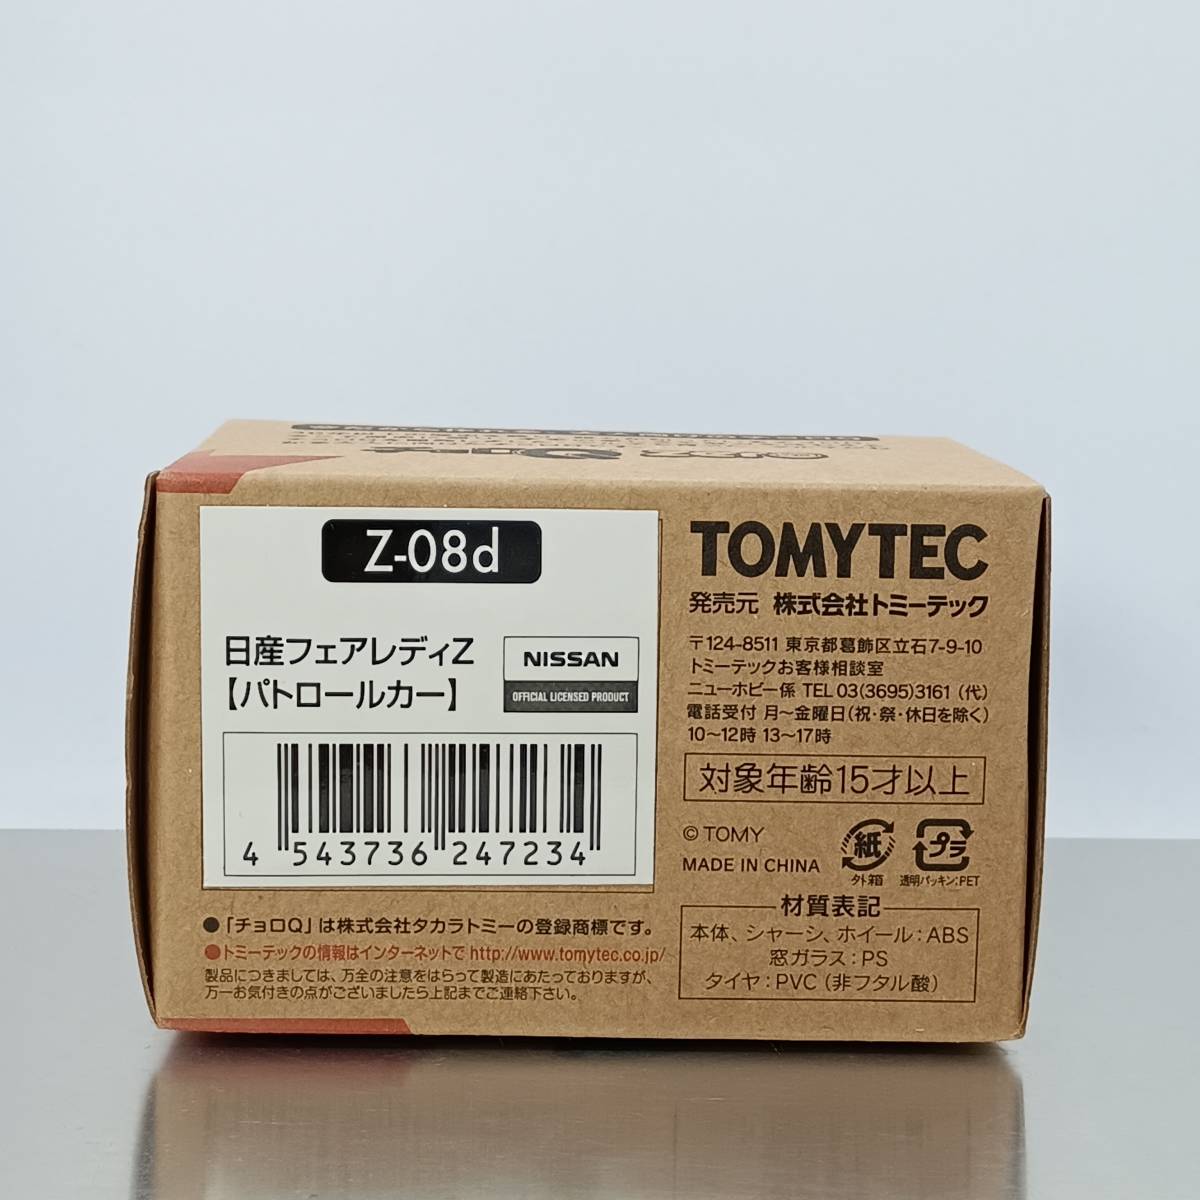 Z-08d
日産フェアレディZ
【パトロールカー】
NISSAN
OFFICIAL LICENSED PRODUCT
4 543736 247234
●「チョロQ」は株式会社タカラトミーの登録商標です。
●トミーテックの情報はインターネットで http://www.tomytec.co.jp/
製品につきましては、万全の注意をはらって製造にあたっておりますが、
万一お気付きの点がございましたら上記までご連絡下さい。
TOMYTEC
発売元 株式会社トミーテック
〒124-8511 東京都葛飾区立石7-9-10
トミーテックお客様相談室
ニューホビー係 TEL 03(3695)3161（代）
電話受付 月～金曜日(祝・祭・休日を除く)
10～12時 13～17時
対象年齢15才以上
© TOMY
MADE IN CHINA
紙
外箱
プラ
透明パッキン:PET
材質表記
本体、シャーシ、ホイール：ABS
窓ガラス：PS
タイヤ：PVC（非フタル酸）